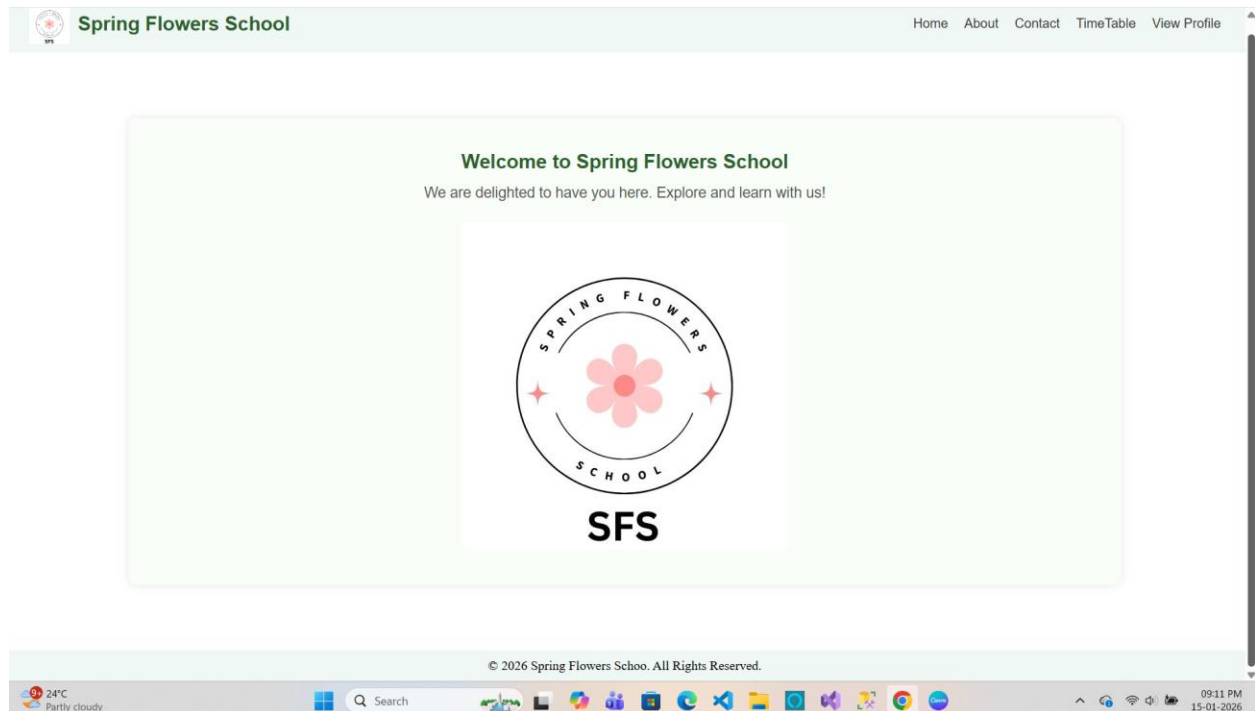 Spring Flowers School
Home About Contact TimeTable View Profile
SFS
Welcome to Spring Flowers School
We are delighted to have you here. Explore and learn with us!
SPRING FLOWERS
SCHOOL
SFS
© 2026 Spring Flowers Schoo. All Rights Reserved.
9+
24°C
Partly cloudy
Search
09:11 PM
15-01-2026